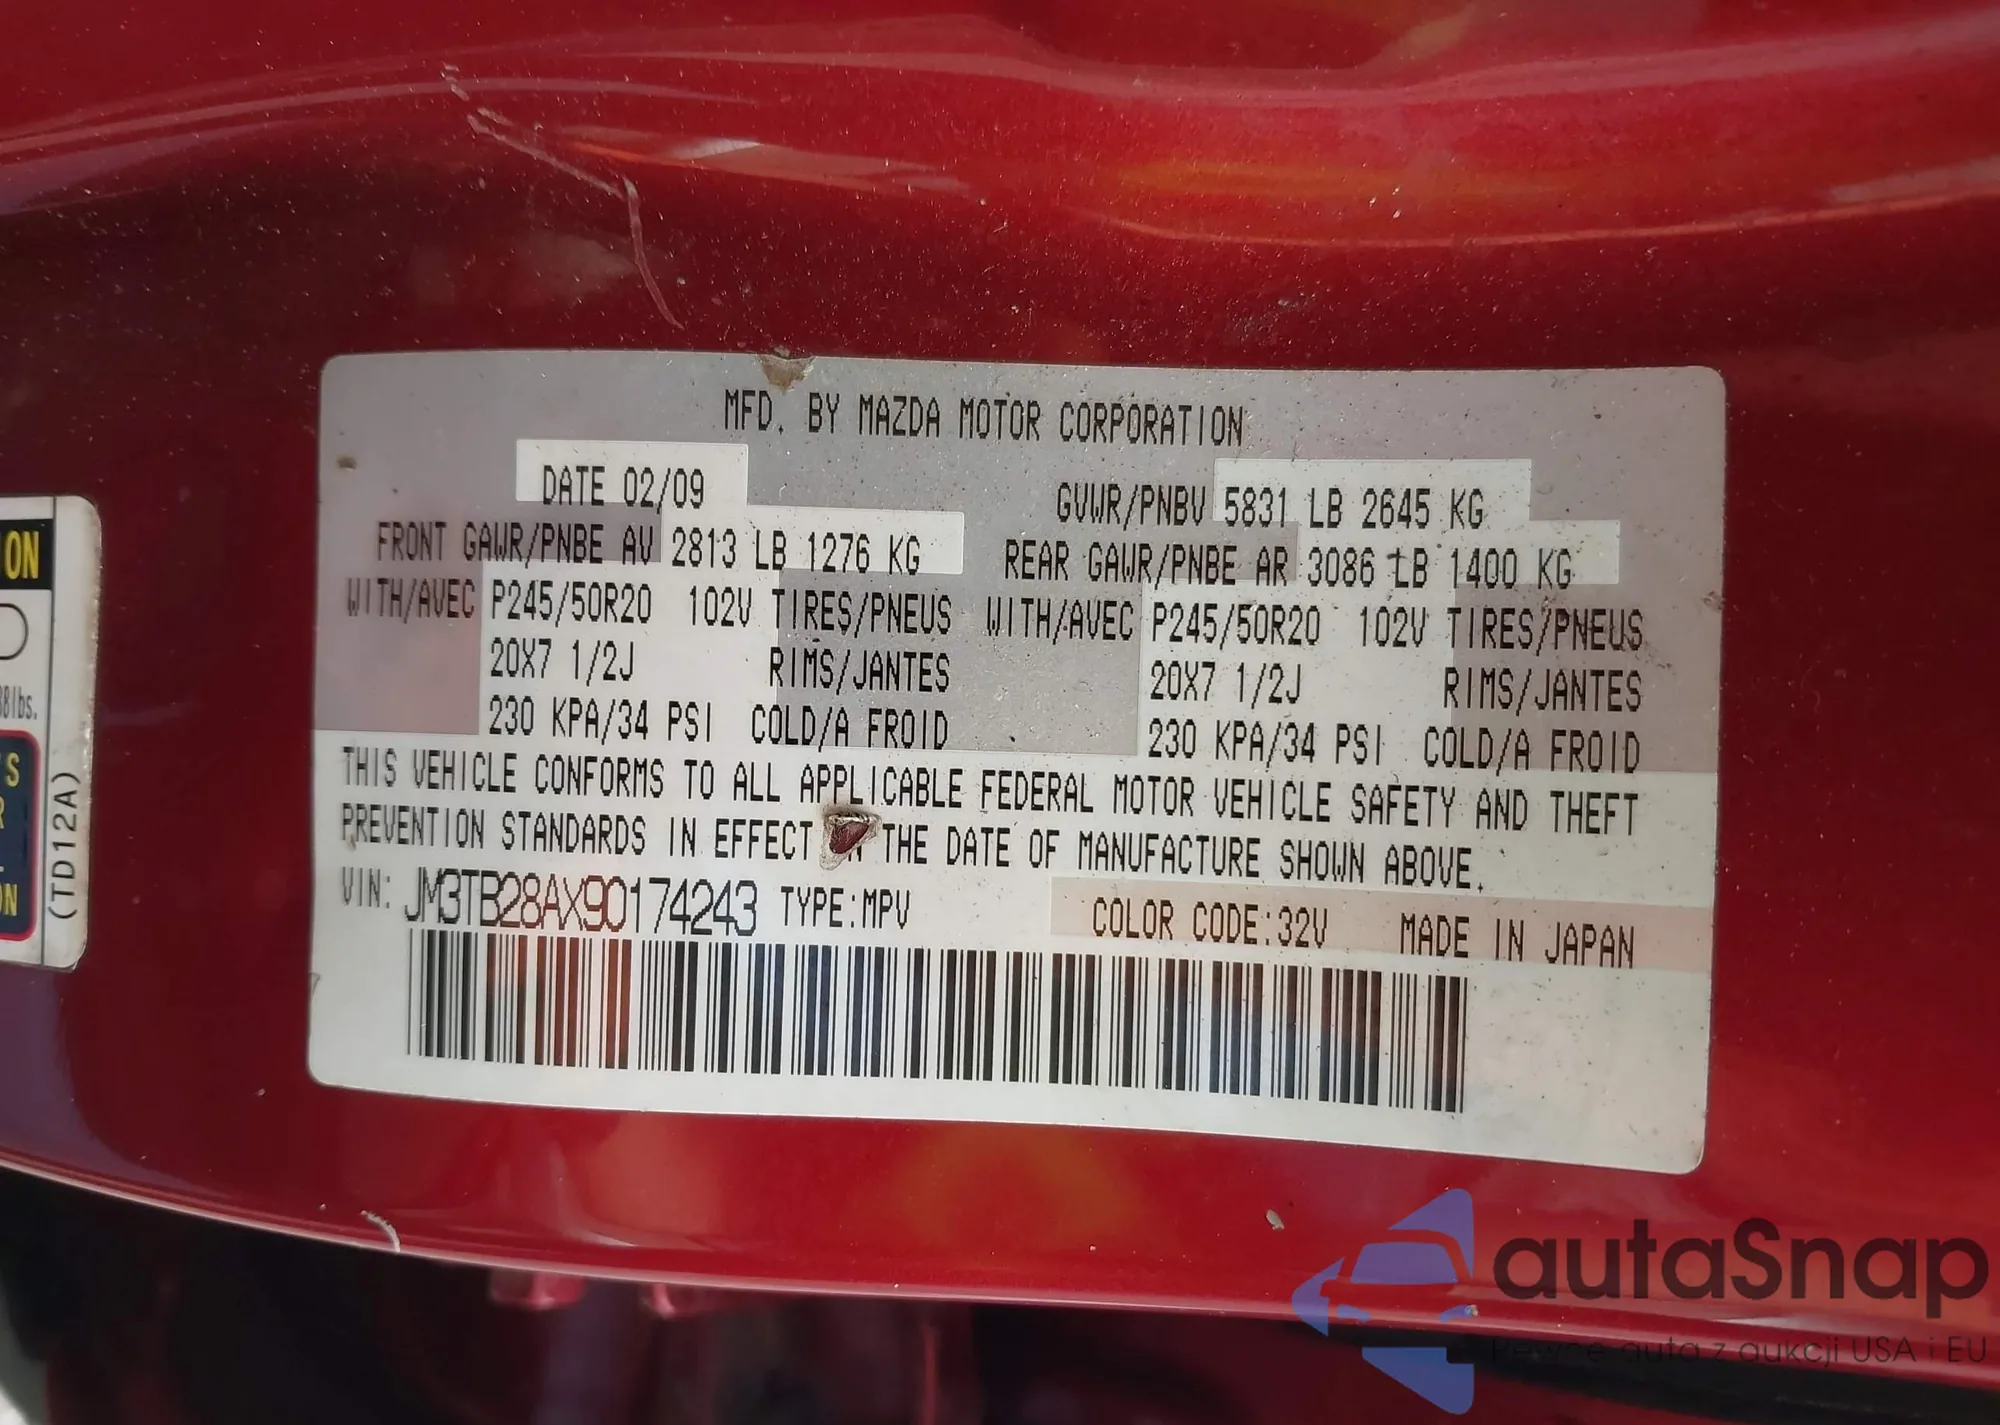 MFD. BY MAZDA MOTOR CORPORATION
DATE 02/09 GVWR/PNBV 5831 LB 2645 KG
FRONT GAWR/PNBE AV 2813 LB 1276 KG REAR GAWR/PNBE AR 3086 LB 1400 KG
WITH/AVEC P245/50R20 102V TIRES/PNEUS WITH/AVEC P245/50R20 102V TIRES/PNEUS
20X7 1/2J RIMS/JANTES 20X7 1/2J RIMS/JANTES
230 KPA/34 PSI COLD/A FROID 230 KPA/34 PSI COLD/A FROID
THIS VEHICLE CONFORMS TO ALL APPLICABLE FEDERAL MOTOR VEHICLE SAFETY AND THEFT
PREVENTION STANDARDS IN EFFECT THE DATE OF MANUFACTURE SHOWN ABOVE.
VIN: JM3TB28AX90174243 TYPE:MPV COLOR CODE:32V MADE IN JAPAN
(TD12A)
autaSnap
Pewne auta z aukcji USA i EU